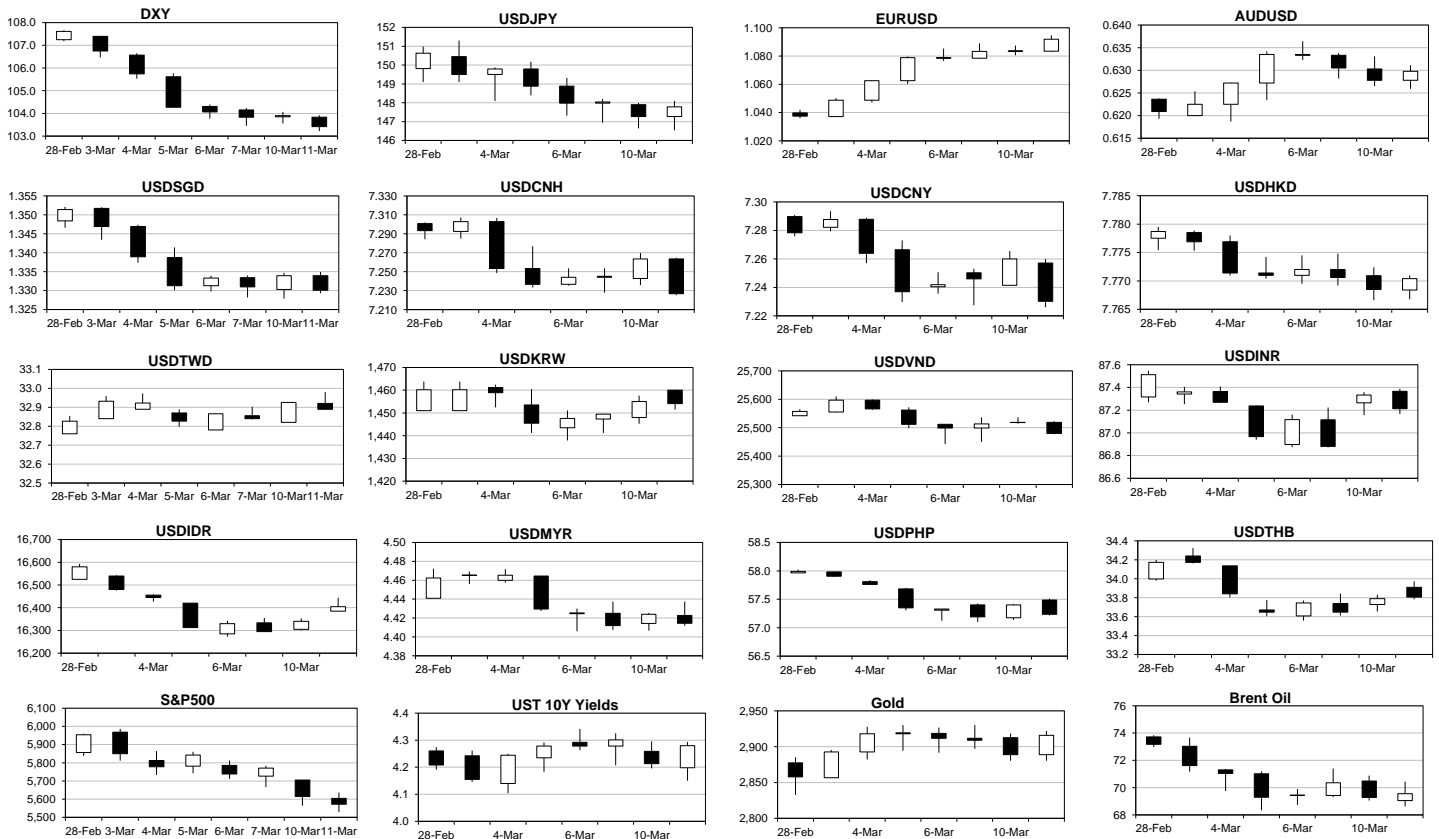 DXY
108.0
107.0
106.0
105.0
104.0
103.0
28-Feb 3-Mar 4-Mar 5-Mar 6-Mar 7-Mar 10-Mar 11-Mar
USDJPY
152
151
150
149
148
147
146
28-Feb 4-Mar 6-Mar 10-Mar
EURUSD
1.100
1.080
1.060
1.040
1.020
28-Feb 4-Mar 6-Mar 10-Mar
AUDUSD
0.640
0.635
0.630
0.625
0.620
0.615
28-Feb 4-Mar 6-Mar 10-Mar
USDSGD
1.355
1.350
1.345
1.340
1.335
1.330
1.325
28-Feb 3-Mar 4-Mar 5-Mar 6-Mar 7-Mar 10-Mar 11-Mar
USDCNH
7.330
7.310
7.290
7.270
7.250
7.230
7.210
28-Feb 4-Mar 6-Mar 10-Mar
USDCNY
7.30
7.28
7.26
7.24
7.22
28-Feb 4-Mar 6-Mar 10-Mar
USDHKD
7.785
7.780
7.775
7.770
7.765
28-Feb 4-Mar 6-Mar 10-Mar
USDTWD
33.1
33.0
32.9
32.8
32.7
32.6
32.5
28-Feb 3-Mar 4-Mar 5-Mar 6-Mar 7-Mar 10-Mar 11-Mar
USDKRW
1,470
1,460
1,450
1,440
1,430
1,420
28-Feb 4-Mar 6-Mar 10-Mar
USDVND
25,700
25,600
25,500
25,400
25,300
28-Feb 4-Mar 6-Mar 10-Mar
USDINR
87.6
87.4
87.2
87.0
86.8
86.6
28-Feb 4-Mar 6-Mar 10-Mar
USDIDR
16,700
16,600
16,500
16,400
16,300
16,200
28-Feb 4-Mar 6-Mar 10-Mar
USDMYR
4.50
4.48
4.46
4.44
4.42
4.40
4.38
28-Feb 4-Mar 6-Mar 10-Mar
USDPHP
58.5
58.0
57.5
57.0
56.5
28-Feb 4-Mar 6-Mar 10-Mar
USDTHB
34.4
34.2
34.0
33.8
33.6
33.4
33.2
28-Feb 4-Mar 6-Mar 10-Mar
S&P500
6,100
6,000
5,900
5,800
5,700
5,600
5,500
28-Feb 3-Mar 4-Mar 5-Mar 6-Mar 7-Mar 10-Mar 11-Mar
UST 10Y Yields
4.4
4.3
4.2
4.1
4.0
28-Feb 4-Mar 6-Mar 10-Mar
Gold
2,950
2,900
2,850
2,800
28-Feb 4-Mar 6-Mar 10-Mar
Brent Oil
76
74
72
70
68
28-Feb 4-Mar 6-Mar 10-Mar